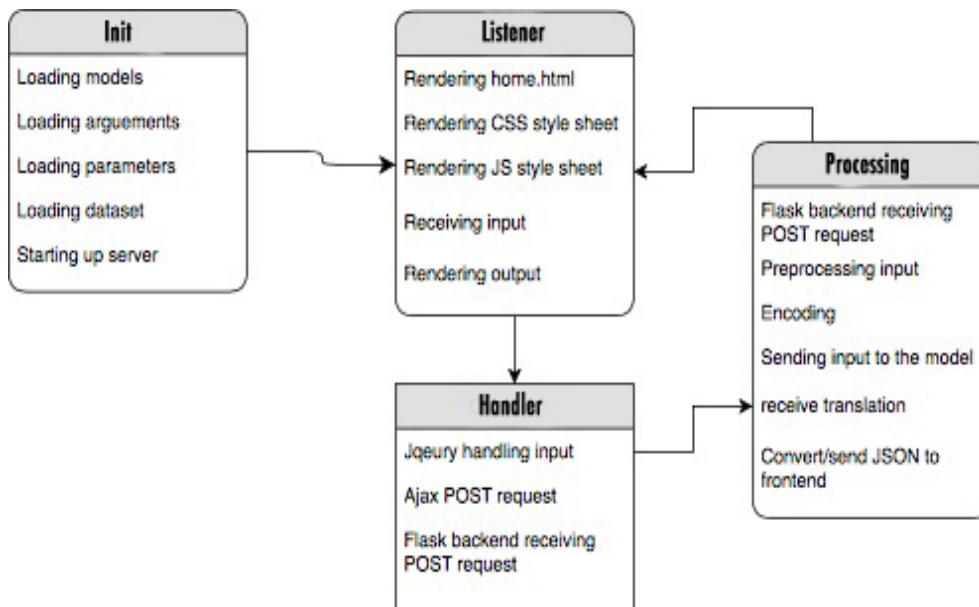 Init
Loading models
Loading arguements
Loading parameters
Loading dataset
Starting up server
Listener
Rendering home.html
Rendering CSS style sheet
Rendering JS style sheet
Receiving input
Rendering output
Handler
Jqeury handling input
Ajax POST request
Flask backend receiving
POST request
Processing
Flask backend receiving
POST request
Preprocessing input
Encoding
Sending input to the model
receive translation
Convert/send JSON to
frontend